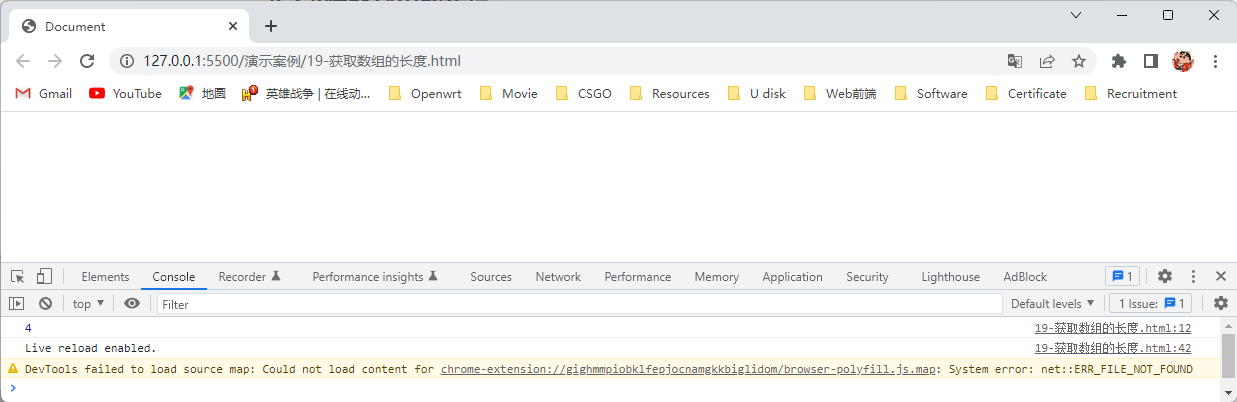 Document
127.0.0.1:5500/演示案例/19-获取数组的长度.html
Gmail YouTube 地圖 英雄战争 | 在线动... Openwrt Movie CSGO Resources U disk Web前端 Software Certificate Recruitment
Elements Console Recorder Performance insights Sources Network Performance Memory Application Security Lighthouse AdBlock 1
top Filter Default levels 1 Issue: 1
4 19-获取数组的长度.html:12
Live reload enabled. 19-获取数组的长度.html:42
DevTools failed to load source map: Could not load content for chrome-extension://gighmmpiobklfepjocnamgkkbiglidom/browser-polyfill.js.map: System error: net::ERR_FILE_NOT_FOUND